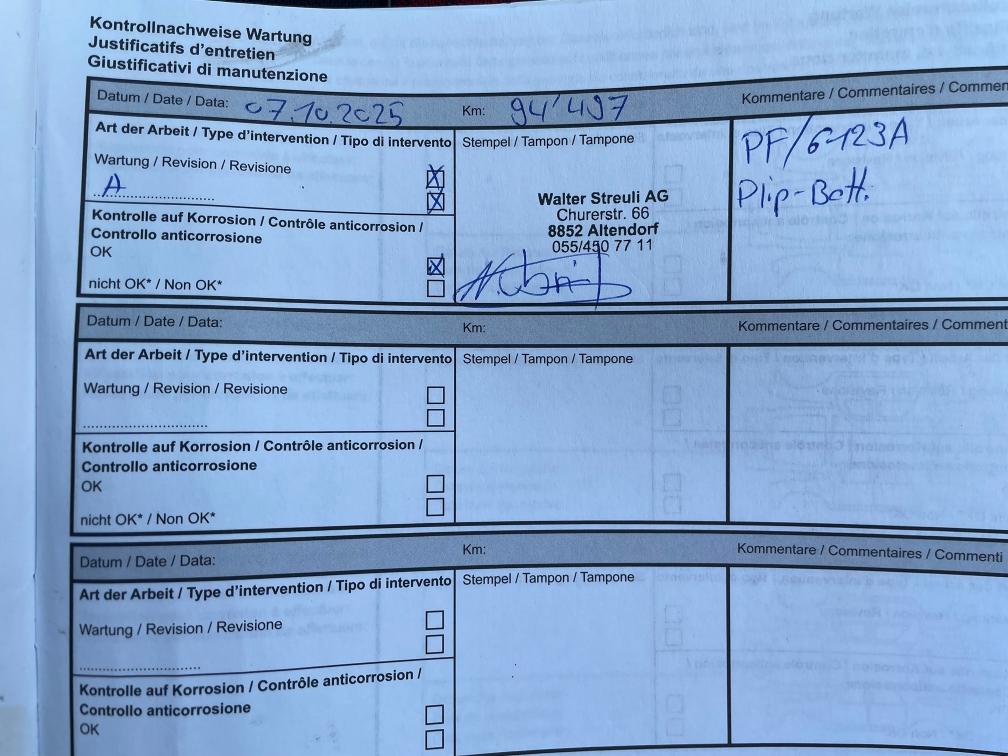 Kontrollnachweise Wartung
Justificatifs d'entretien
Giustificativi di manutenzione
Datum / Date / Data: 07.10.2025 Km: 94'497 Kommentare / Commentaires / Commen
Art der Arbeit / Type d'intervention / Tipo di intervento
Stempel / Tampon / Tampone
PF/G123A
Wartung / Revision / Revisione
A
Plip-Batt.
Walter Streuli AG
Churerstr. 66
8852 Altendorf
055/450 77 11
Kontrolle auf Korrosion / Contrôle anticorrosion /
Controllo anticorrosione
OK
nicht OK* / Non OK*
Datum / Date / Data: Km: Kommentare / Commentaires / Comment
Art der Arbeit / Type d'intervention / Tipo di intervento
Stempel / Tampon / Tampone
Wartung / Revision / Revisione
Kontrolle auf Korrosion / Contrôle anticorrosion /
Controllo anticorrosione
OK
nicht OK* / Non OK*
Datum / Date / Data: Km: Kommentare / Commentaires / Commenti
Art der Arbeit / Type d'intervention / Tipo di intervento
Stempel / Tampon / Tampone
Wartung / Revision / Revisione
Kontrolle auf Korrosion / Contrôle anticorrosion /
Controllo anticorrosione
OK